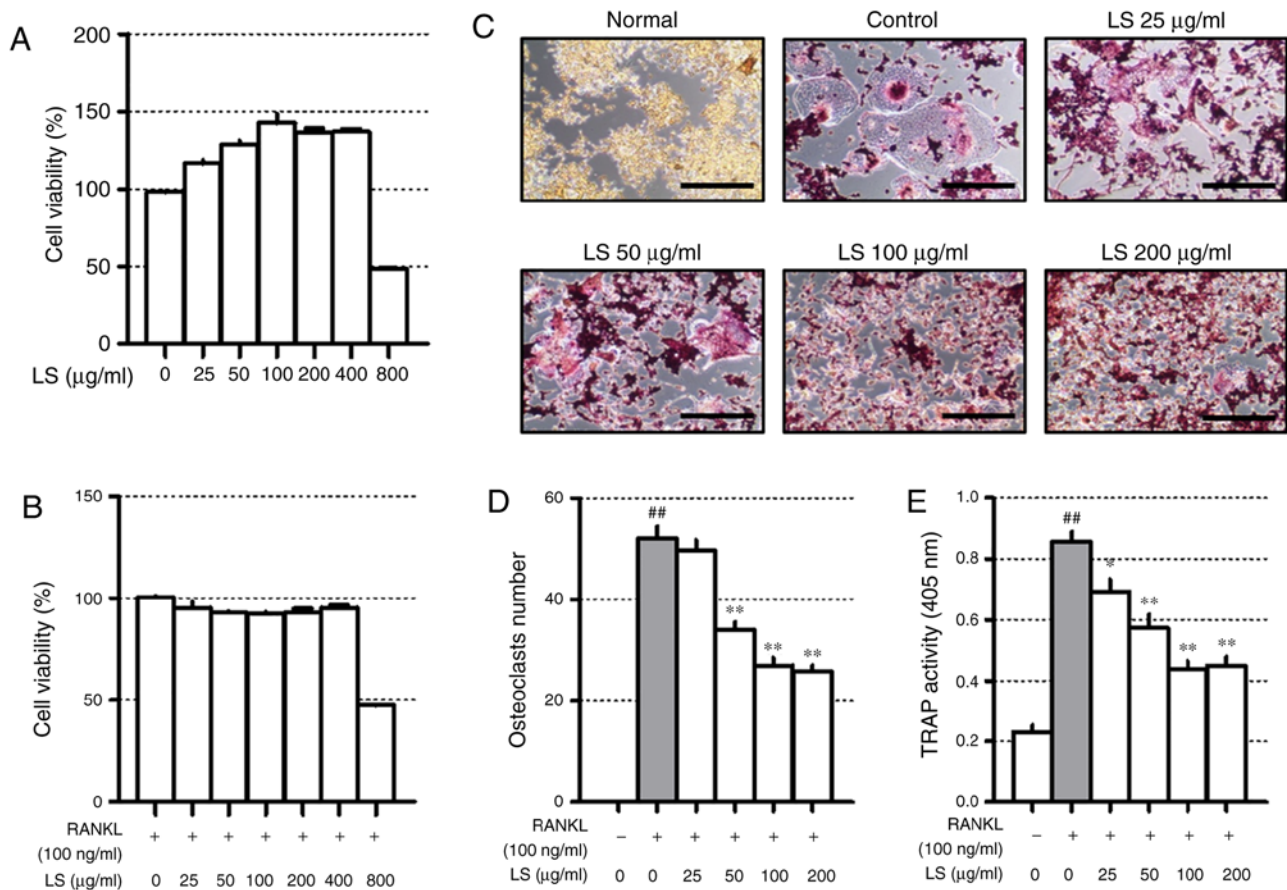 A
200
150
100
50
0
Cell viability (%)
LS (μg/ml) 0 25 50 100 200 400 800
C
Normal Control LS 25 μg/ml
LS 50 μg/ml LS 100 μg/ml LS 200 μg/ml
B
150
100
50
0
Cell viability (%)
RANKL + + + + + + +
(100 ng/ml)
LS (μg/ml) 0 25 50 100 200 400 800
D
60
40
20
0
Osteoclasts number
## ** ** **
RANKL − + + + + +
(100 ng/ml)
LS (μg/ml) 0 0 25 50 100 200
E
1.0
0.8
0.6
0.4
0.2
0.0
TRAP activity (405 nm)
## * ** ** **
RANKL − + + + + +
(100 ng/ml)
LS (μg/ml) 0 0 25 50 100 200